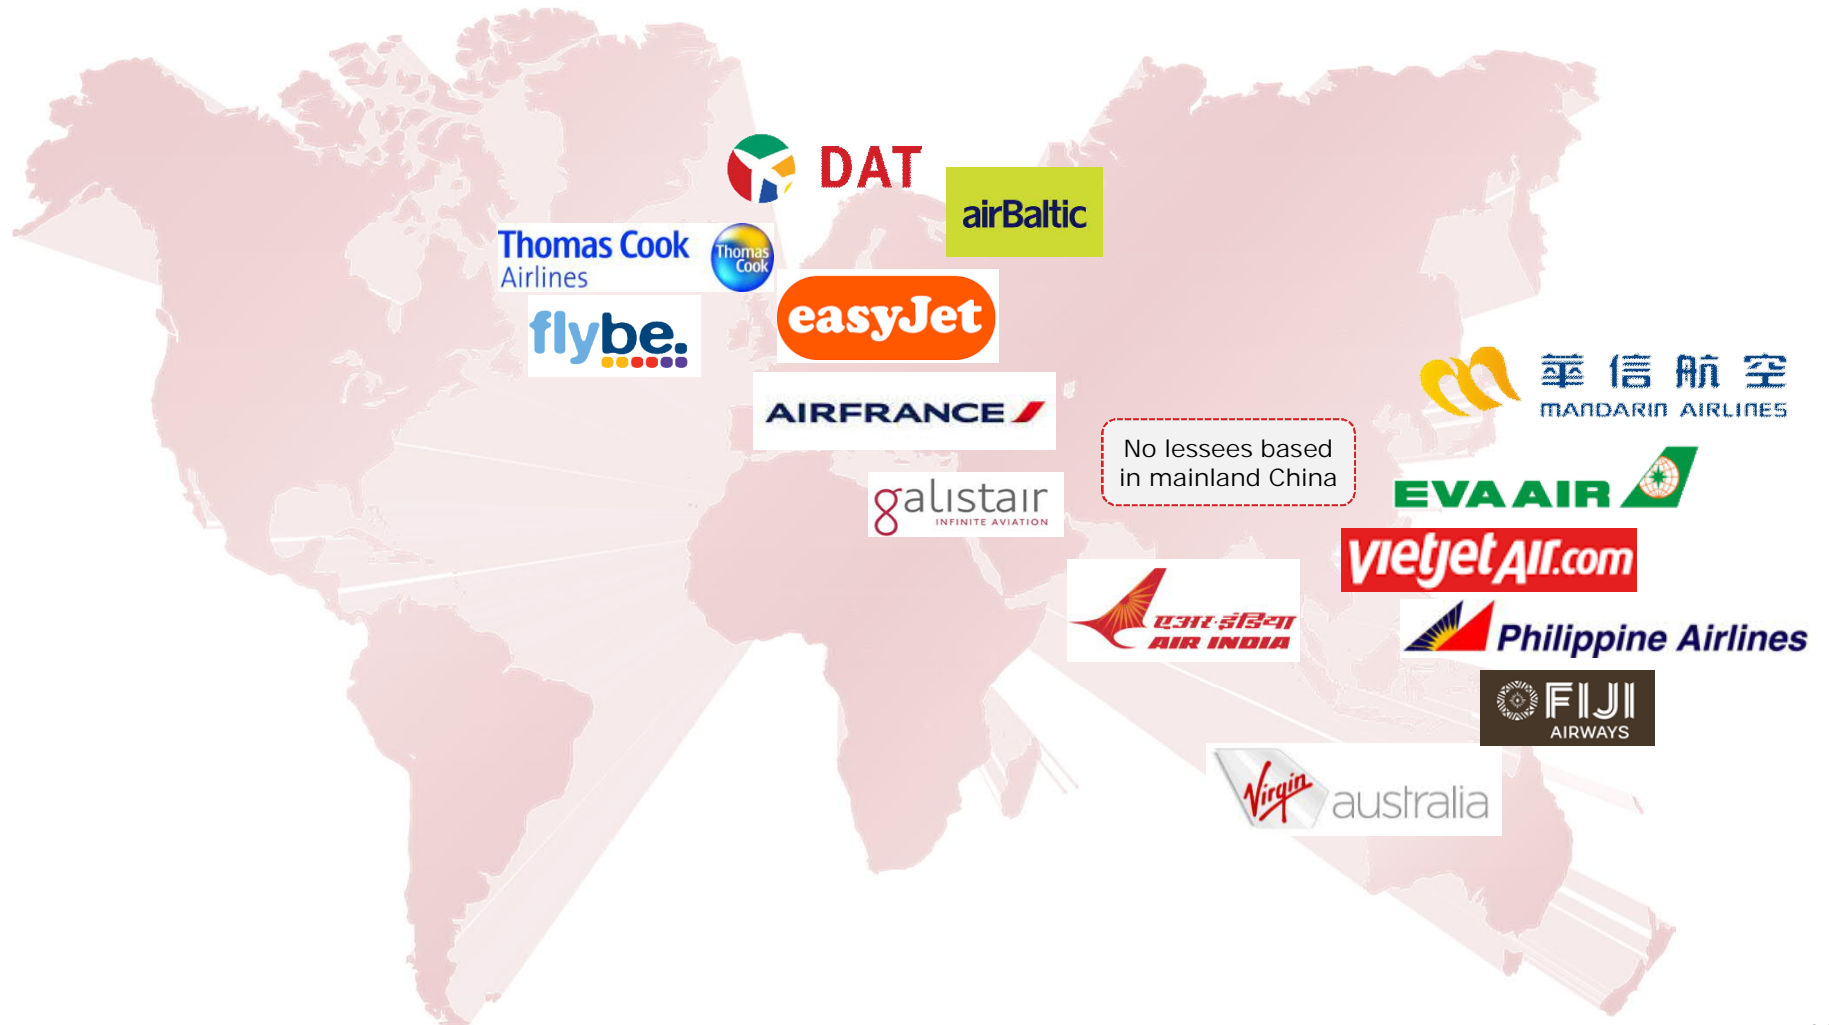 DAT
airBaltic
Thomas Cook
Airlines
Thomas
Cook
easyJet
flybe.
華信航空
MANDARIN AIRLINES
AIRFRANCE
No lessees based
in mainland China
EVA AIR
galistair
INFINITE AVIATION
vietjetAir.com
एअर इंडिया
AIR INDIA
Philippine Airlines
FIJI
AIRWAYS
Virgin australia